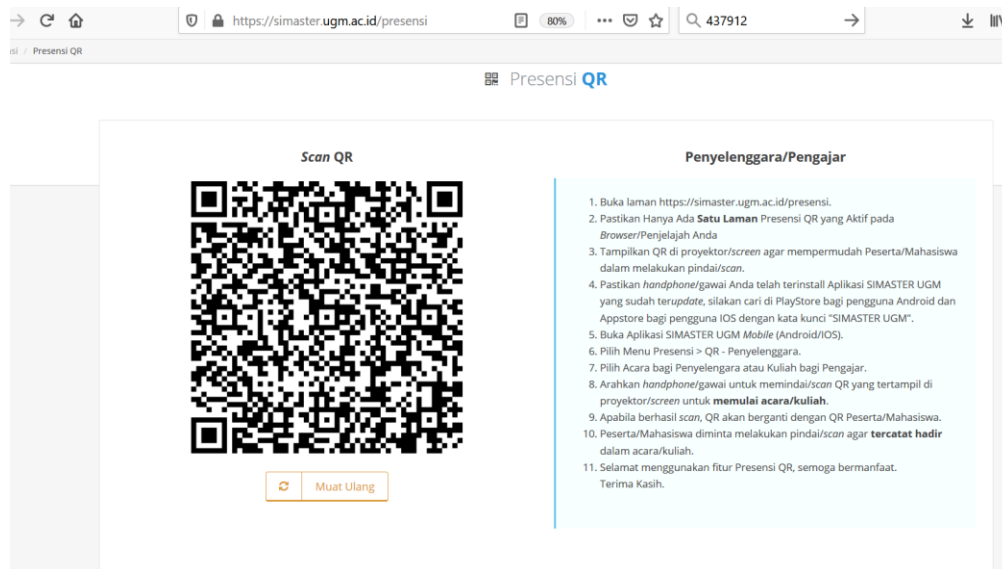 https://simaster.ugm.ac.id/presensi
80%
437912
si / Presensi QR
Presensi QR
Scan QR
Muat Ulang
Penyelenggara/Pengajar
1. Buka laman https://simaster.ugm.ac.id/presensi.
2. Pastikan Hanya Ada Satu Laman Presensi QR yang Aktif pada
Browser/Penjelajah Anda
3. Tampilkan QR di proyektor/screen agar mempermudah Peserta/Mahasiswa
dalam melakukan pindai/scan.
4. Pastikan handphone/gawai Anda telah terinstall Aplikasi SIMASTER UGM
yang sudah terupdate, silakan cari di PlayStore bagi pengguna Android dan
Appstore bagi pengguna IOS dengan kata kunci "SIMASTER UGM".
5. Buka Aplikasi SIMASTER UGM Mobile (Android/IOS).
6. Pilih Menu Presensi > QR - Penyelenggara.
7. Pilih Acara bagi Penyelengara atau Kuliah bagi Pengajar.
8. Arahkan handphone/gawai untuk memindai/scan QR yang tertampil di
proyektor/screen untuk memulai acara/kuliah.
9. Apabila berhasil scan, QR akan berganti dengan QR Peserta/Mahasiswa.
10. Peserta/Mahasiswa diminta melakukan pindai/scan agar tercatat hadir
dalam acara/kuliah.
11. Selamat menggunakan fitur Presensi QR, semoga bermanfaat.
Terima Kasih.